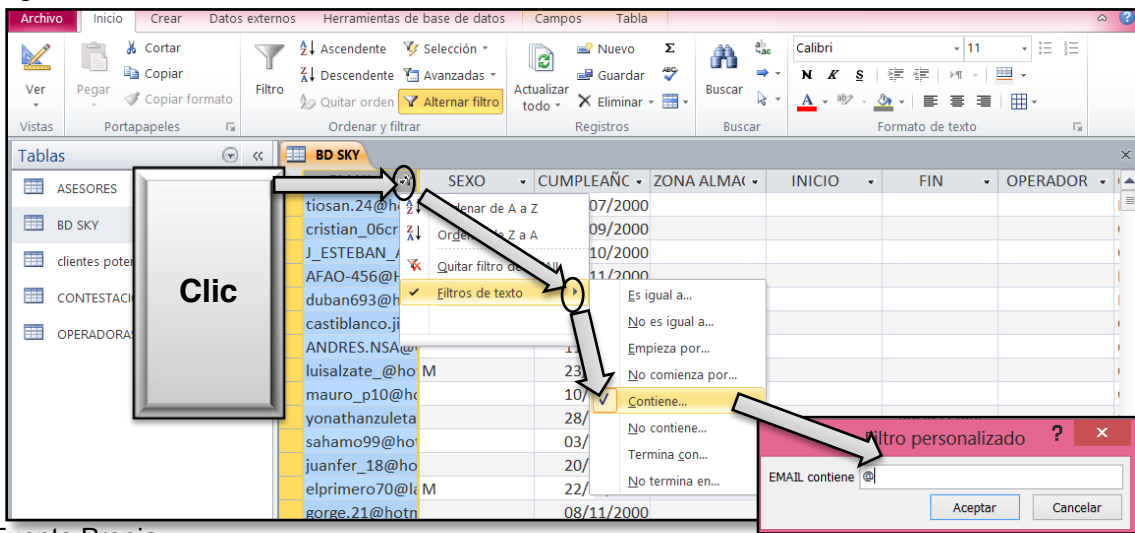 Archivo Inicio Crear Datos externos Herramientas de base de datos Campos Tabla
Cortar Ascendente Selección Nuevo Calibri 11
Copiar Descendente Avanzadas Guardar N K S
Ver Pegar Copiar formato Filtro Quitar orden Alternar filtro Actualizar todo Eliminar Buscar A
Vistas Portapapeles Ordenar y filtrar Registros Buscar Formato de texto
Tablas
ASESORES
BD SKY
clientes
CONTESTACI
OPERADORA
Clic
BD SKY
SEXO CUMPLEAÑC ZONA ALMA( INICIO FIN OPERADOR
tiosan.24@h 07/2000
cristian_06cr 09/2000
J_ESTEBAN_ 10/2000
AFAO-456@H 11/2000
duban693@h
castiblanco.ji
ANDRES.NSA@
luisalzate_@ho M 23
mauro_p10@h 10/
yonathanzuleta 28/
sahamo99@hot 03/
juanfer_18@ho 20/
elprimero70@l M 22/
gorge.21@hotn 08/11/2000
Ordenar de A a Z
Ordenar de Z a A
Quitar filtro de
Filtros de texto
Es igual a...
No es igual a...
Empieza por...
No comienza por...
Contiene...
No contiene...
Termina con...
No termina en...
Filtro personalizado ? ×
EMAIL contiene @
Aceptar Cancelar